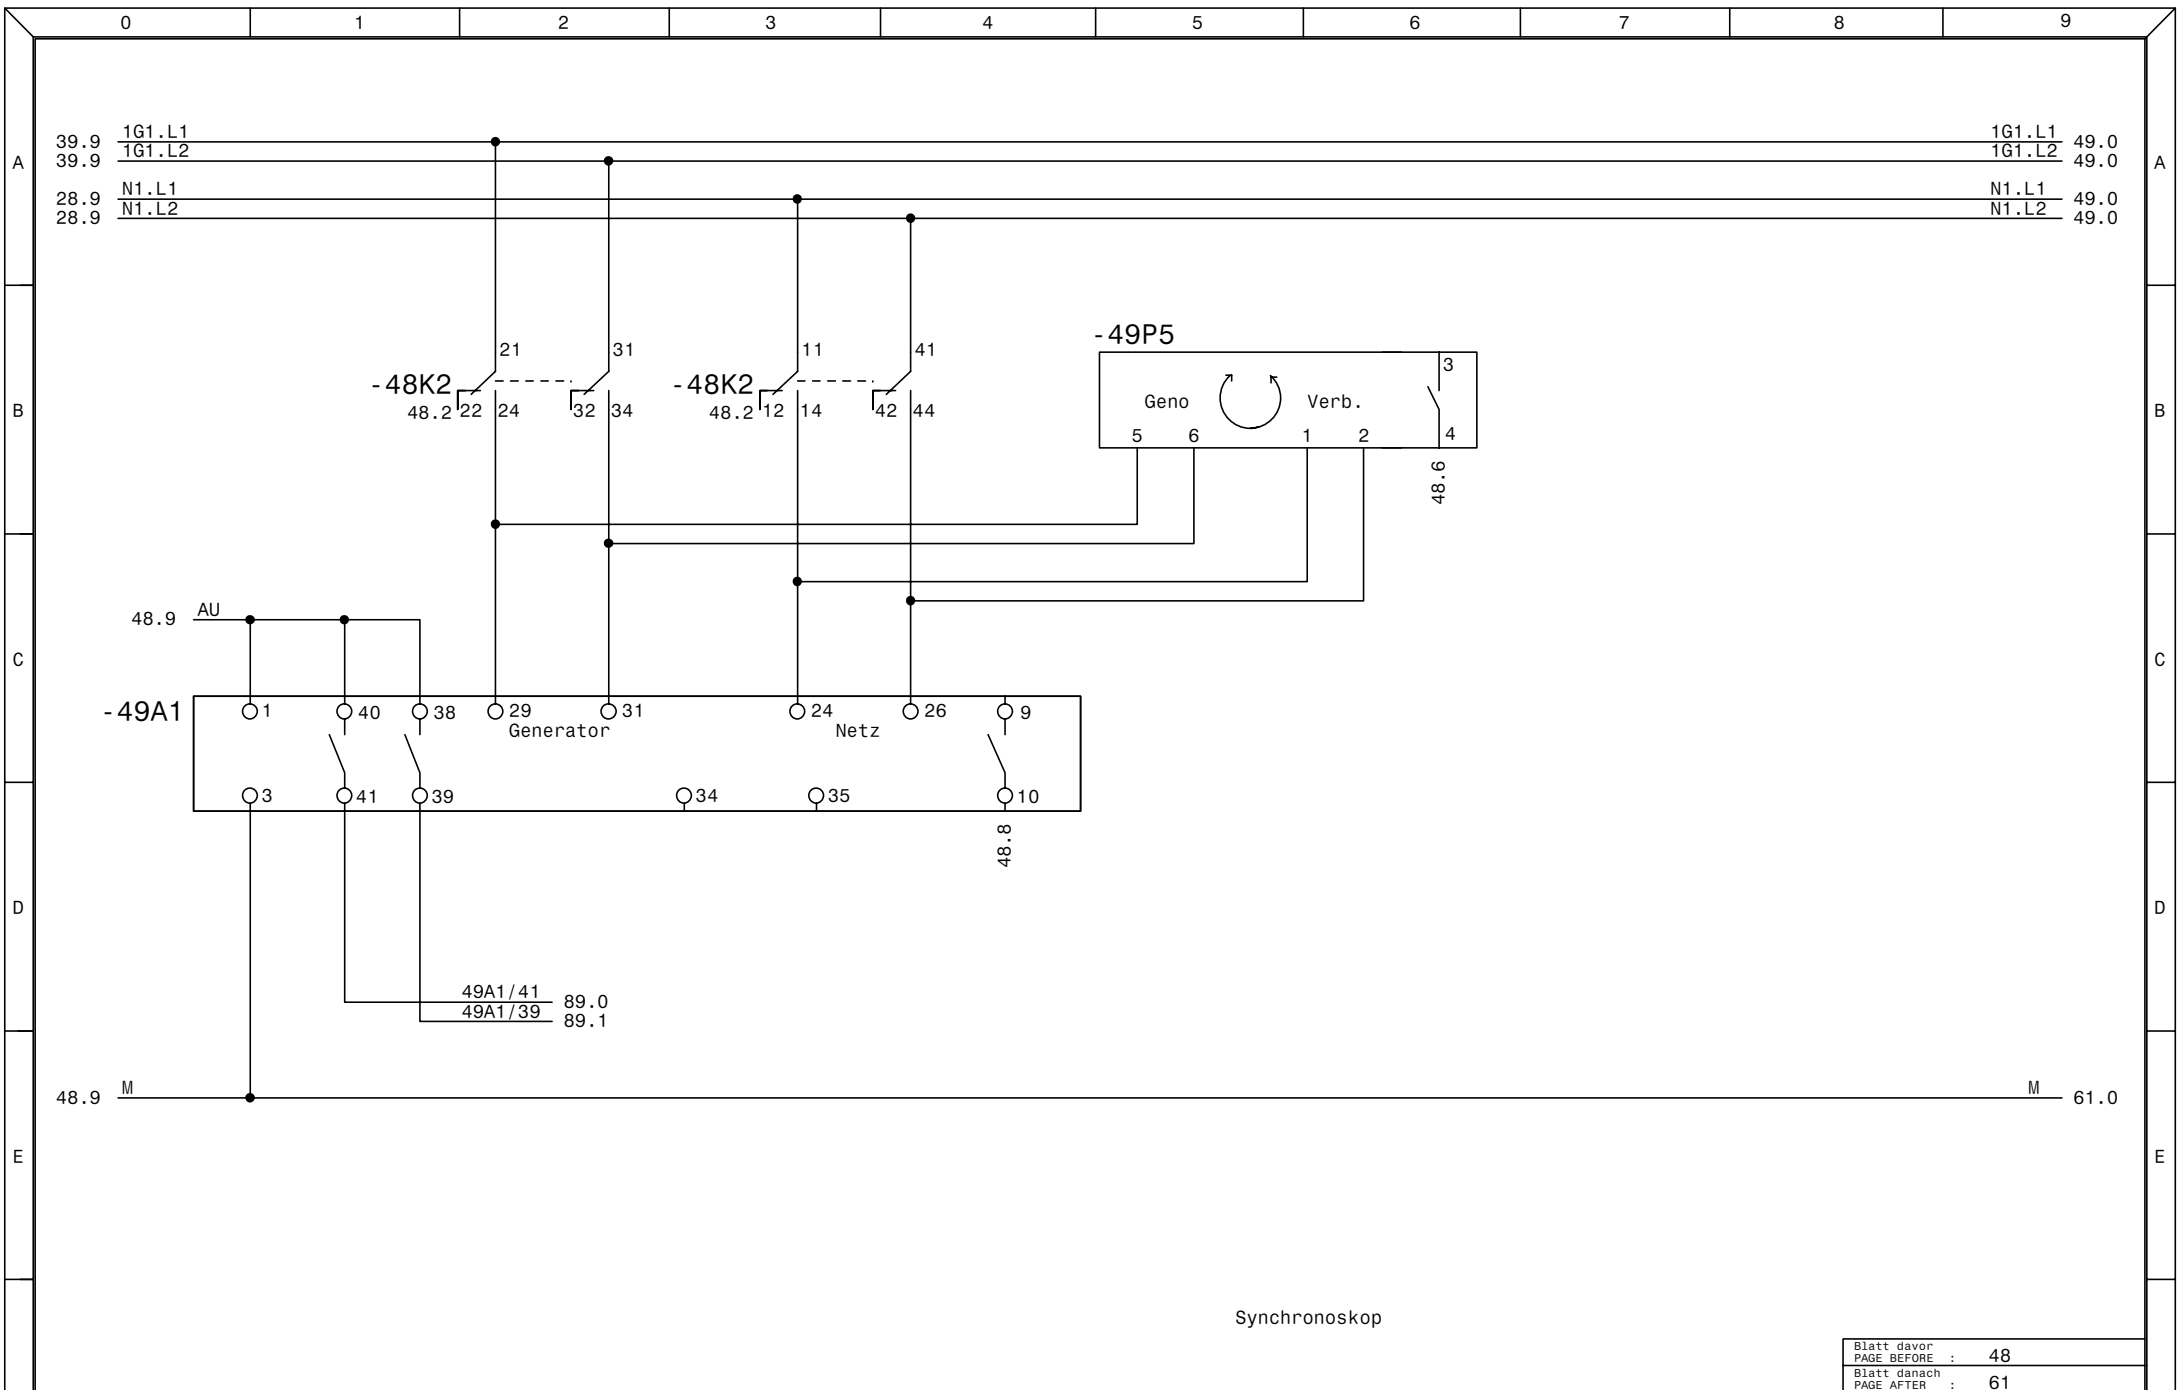 0 1 2 3 4 5 6 7 8 9
1G1.L1 1G1.L1
39.9 49.0
1G1.L2 1G1.L2
39.9 49.0
A A
N1.L1 N1.L1
28.9 49.0
N1.L2 N1.L2
28.9 49.0
-49P5
21 31 11 41
3
-48K2 -48K2
48.2 22 24 32 34 48.2 12 14 42 44
Geno Verb.
B B
5 6 1 2 4
48.6
AU
48.9
C C
-49A1 1 40 38 29 31 24 26 9
Generator Netz
3 41 39 34 35 10
48.8
D D
49A1/41 89.0
49A1/39 89.1
M M
48.9 61.0
E E
Synchronoskop
Blatt davor
PAGE BEFORE : 48
Blatt danach
PAGE AFTER : 61